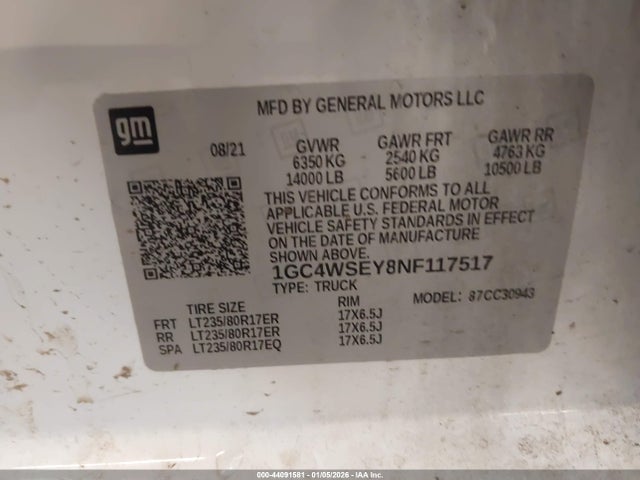 MFD BY GENERAL MOTORS LLC
gm
08/21
GVWR GAWR FRT GAWR RR
6350 KG 2540 KG 4763 KG
14000 LB 5600 LB 10500 LB
THIS VEHICLE CONFORMS TO ALL
APPLICABLE U.S. FEDERAL MOTOR
VEHICLE SAFETY STANDARDS IN EFFECT
ON THE DATE OF MANUFACTURE
SHOWN ABOVE.
1GC4WSEY8NF117517
TYPE: TRUCK MODEL: 87CC30943
TIRE SIZE RIM
FRT LT235/80R17ER 17X6.5J
RR LT235/80R17ER 17X6.5J
SPA LT235/80R17EQ 17X6.5J
000-44091581 - 01/05/2026 - IAA Inc.